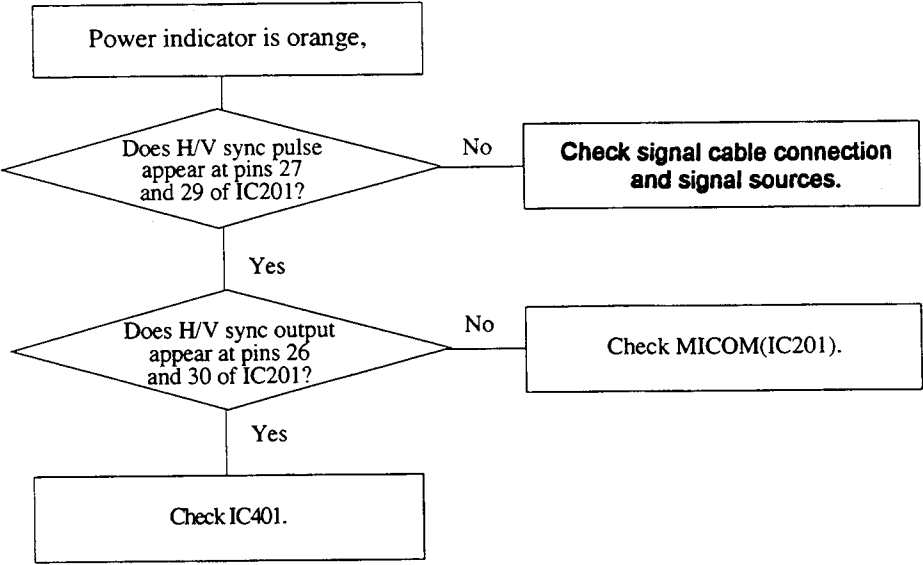 Power indicator is orange,
Does H/V sync pulse
appear at pins 27
and 29 of IC201?
No
Check signal cable connection
and signal sources.
Yes
Does H/V sync output
appear at pins 26
and 30 of IC201?
No
Check MICOM(IC201).
Yes
Check IC401.